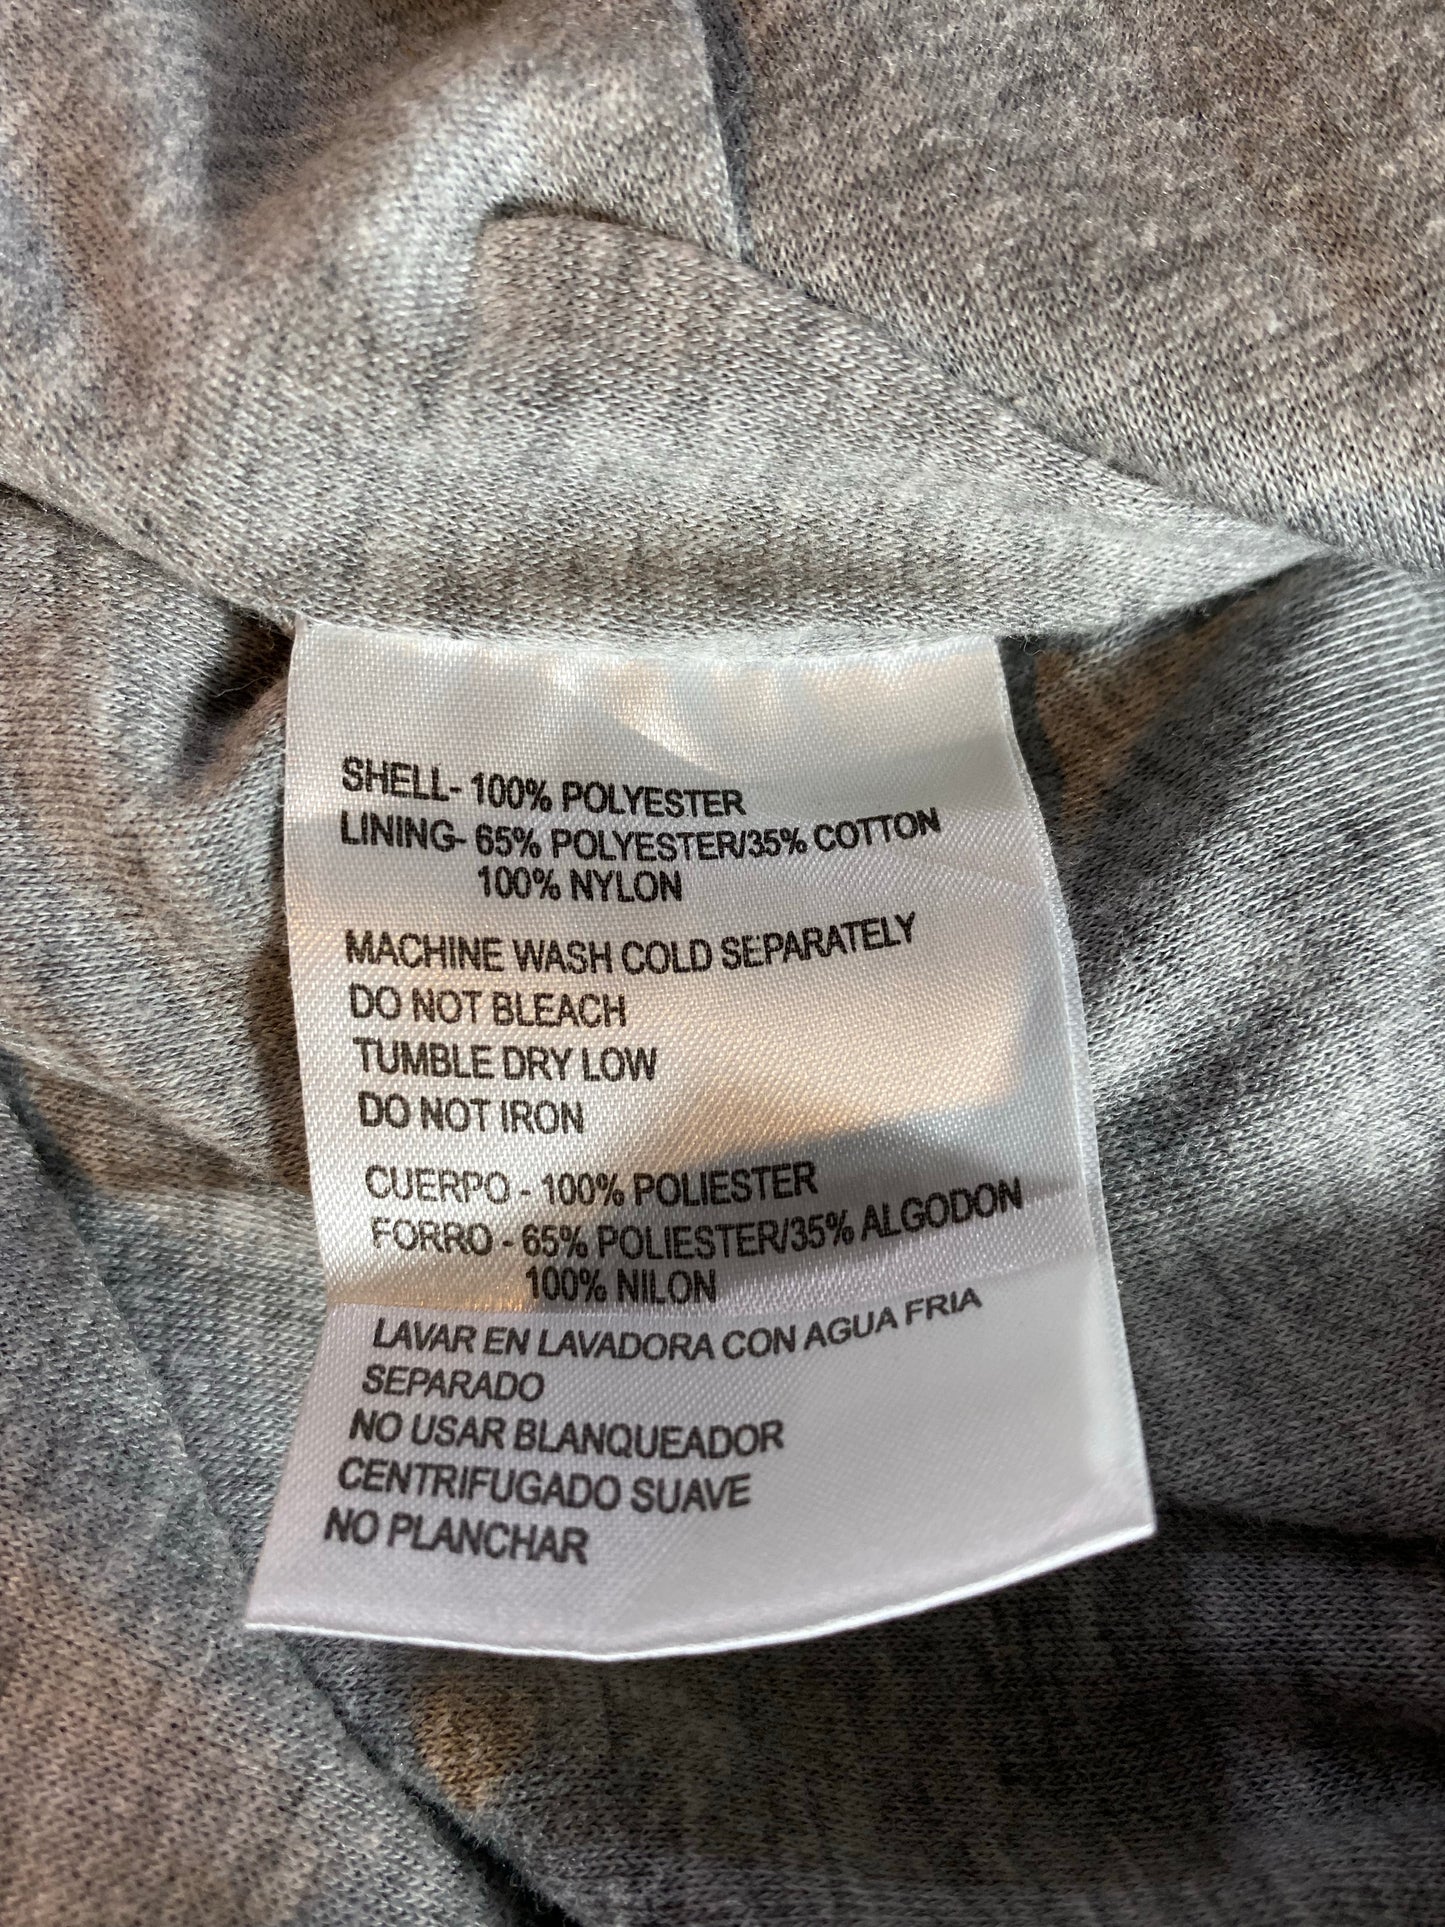 SHELL- 100% POLYESTER
LINING- 65% POLYESTER/35% COTTON
100% NYLON
MACHINE WASH COLD SEPARATELY
DO NOT BLEACH
TUMBLE DRY LOW
DO NOT IRON
CUERPO - 100% POLIESTER
FORRO - 65% POLIESTER/35% ALGODON
100% NILON
LAVAR EN LAVADORA CON AGUA FRIA
SEPARADO
NO USAR BLANQUEADOR
CENTRIFUGADO SUAVE
NO PLANCHAR